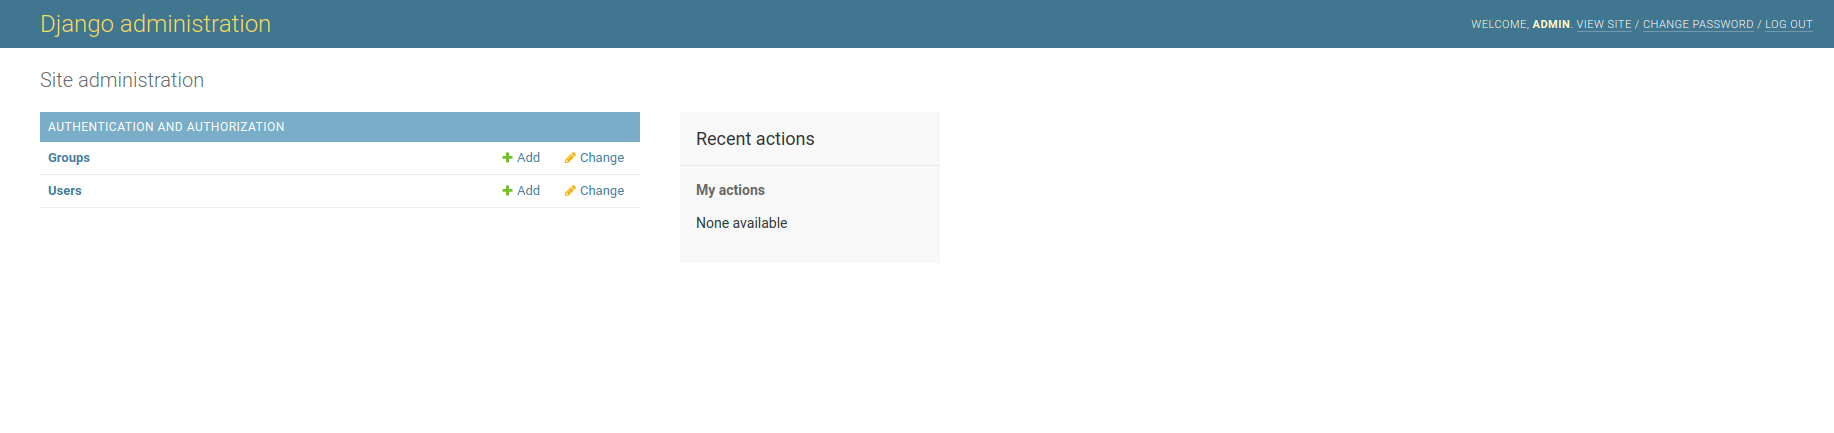 Django administration
WELCOME, ADMIN. VIEW SITE / CHANGE PASSWORD / LOG OUT
Site administration
AUTHENTICATION AND AUTHORIZATION
Groups Add Change
Users Add Change
Recent actions
My actions
None available